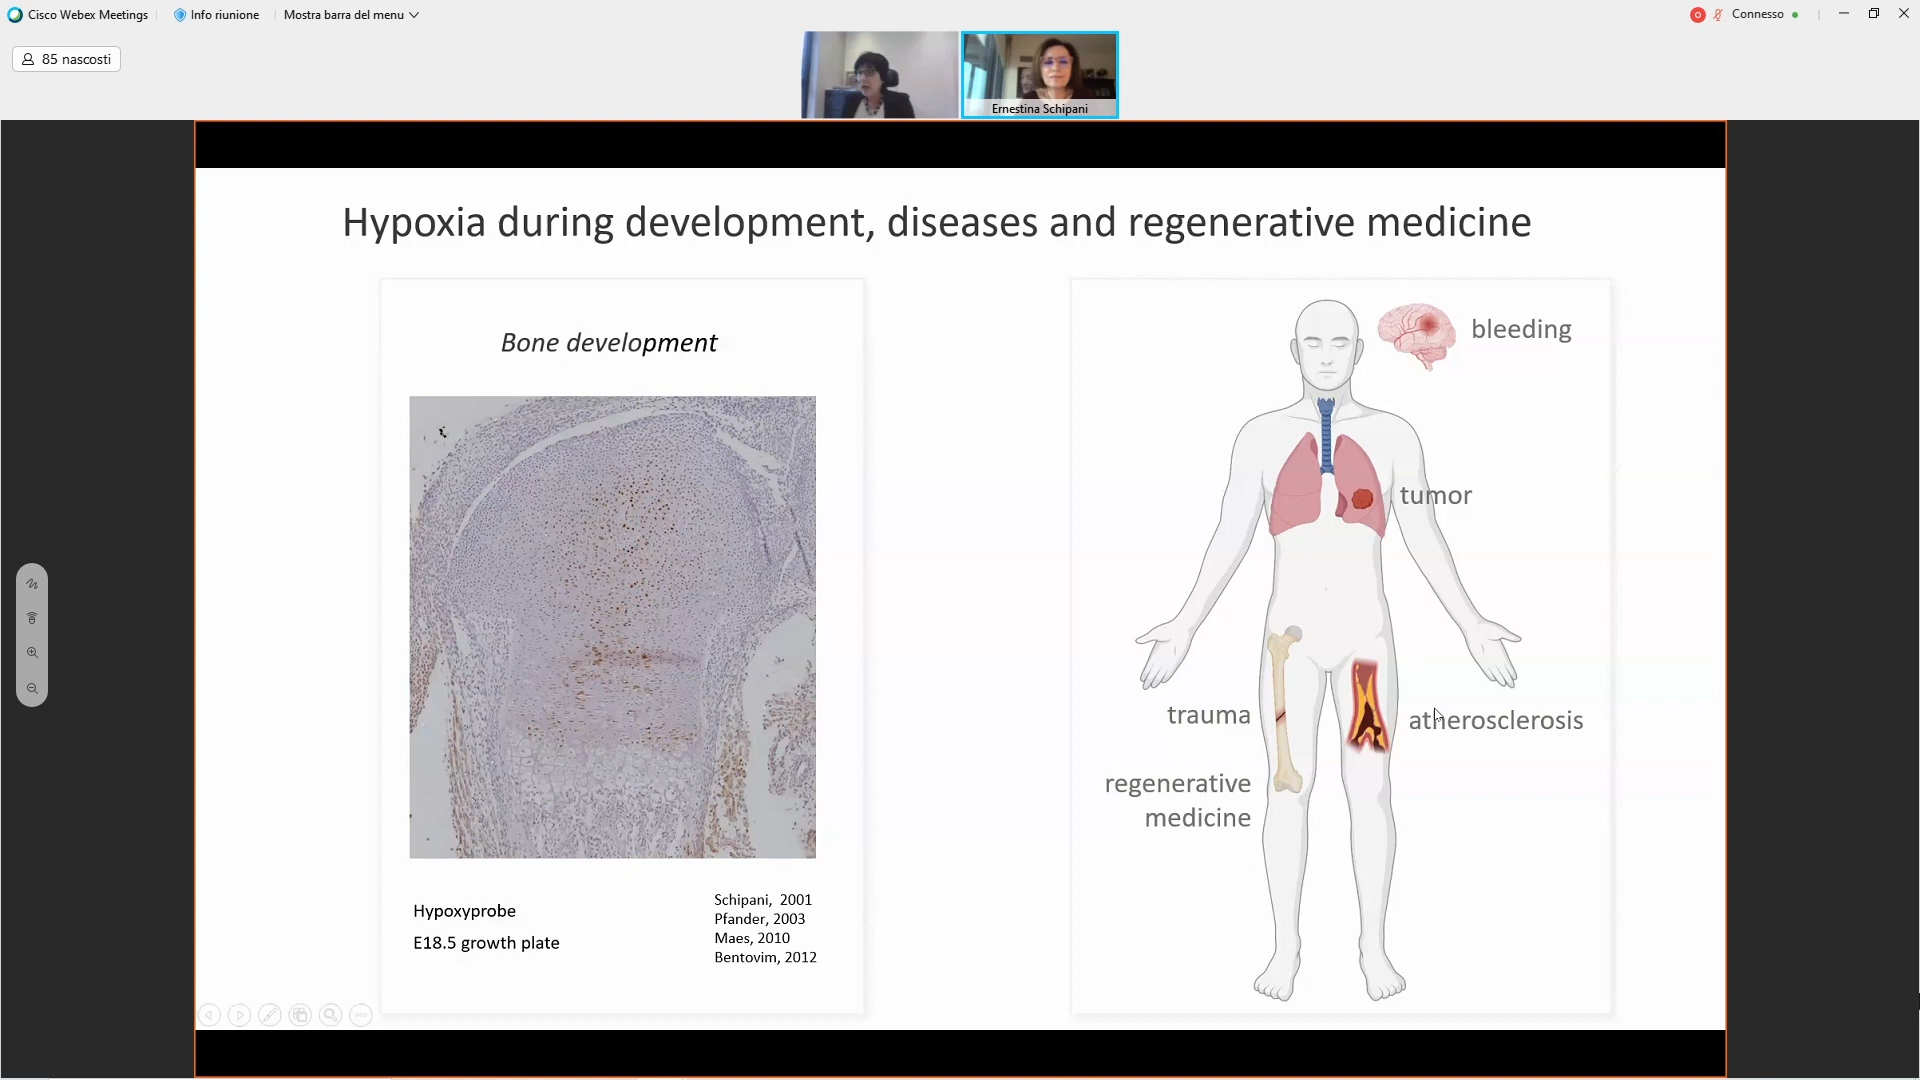 Cisco Webex Meetings
Info riunione
Mostra barra del menu
Connesso
85 nascosti
Ernestina Schipani
Hypoxia during development, diseases and regenerative medicine
Bone development
Hypoxyprobe
E18.5 growth plate
Schipani, 2001
Pfander, 2003
Maes, 2010
Bentovim, 2012
bleeding
tumor
trauma
atherosclerosis
regenerative
medicine